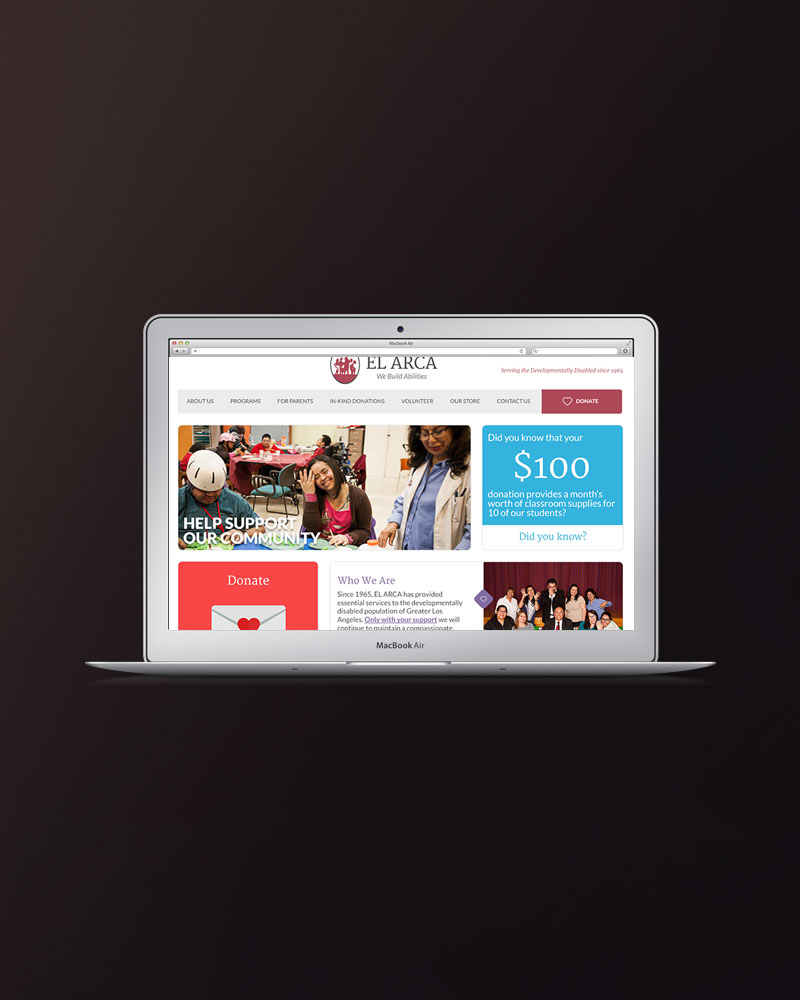 Macbook Air
EL ARCA
We Build Abilities
Serving the Developmentally Disabled since 1965
ABOUT US PROGRAMS FOR PARENTS IN-KIND DONATIONS VOLUNTEER OUR STORE CONTACT US DONATE
Did you know that your
$100
donation provides a month's
worth of classroom supplies for
10 of our students?
Did you know?
HELP SUPPORT
OUR COMMUNITY
Donate
Who We Are
Since 1965, EL ARCA has provided
essential services to the developmentally
disabled population of Greater Los
Angeles. Only with your support we will
continue to maintain a compassionate,
MacBook Air